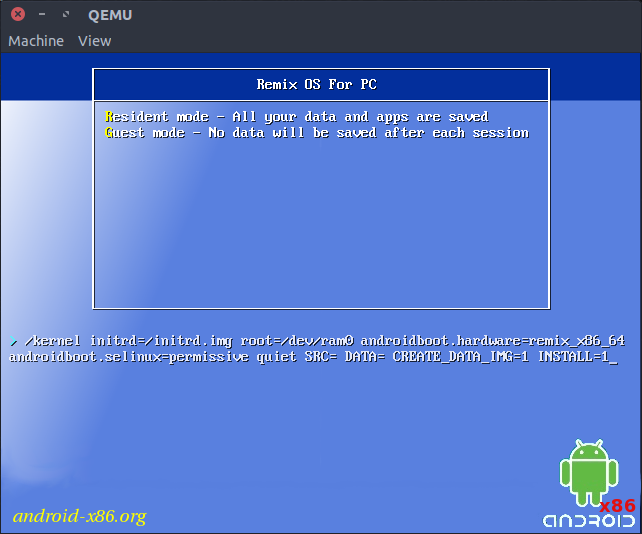 QEMU
Machine View
Remix OS For PC
Resident mode - All your data and apps are saved
Guest mode - No data will be saved after each session
> /kernel initrd=/initrd.img root=/dev/ram0 androidboot.hardware=remix_x86_64
androidboot.selinux=permissive quiet SRC= DATA= CREATE_DATA_IMG=1 INSTALL=1_
x86
android-x86.org
ANDROID